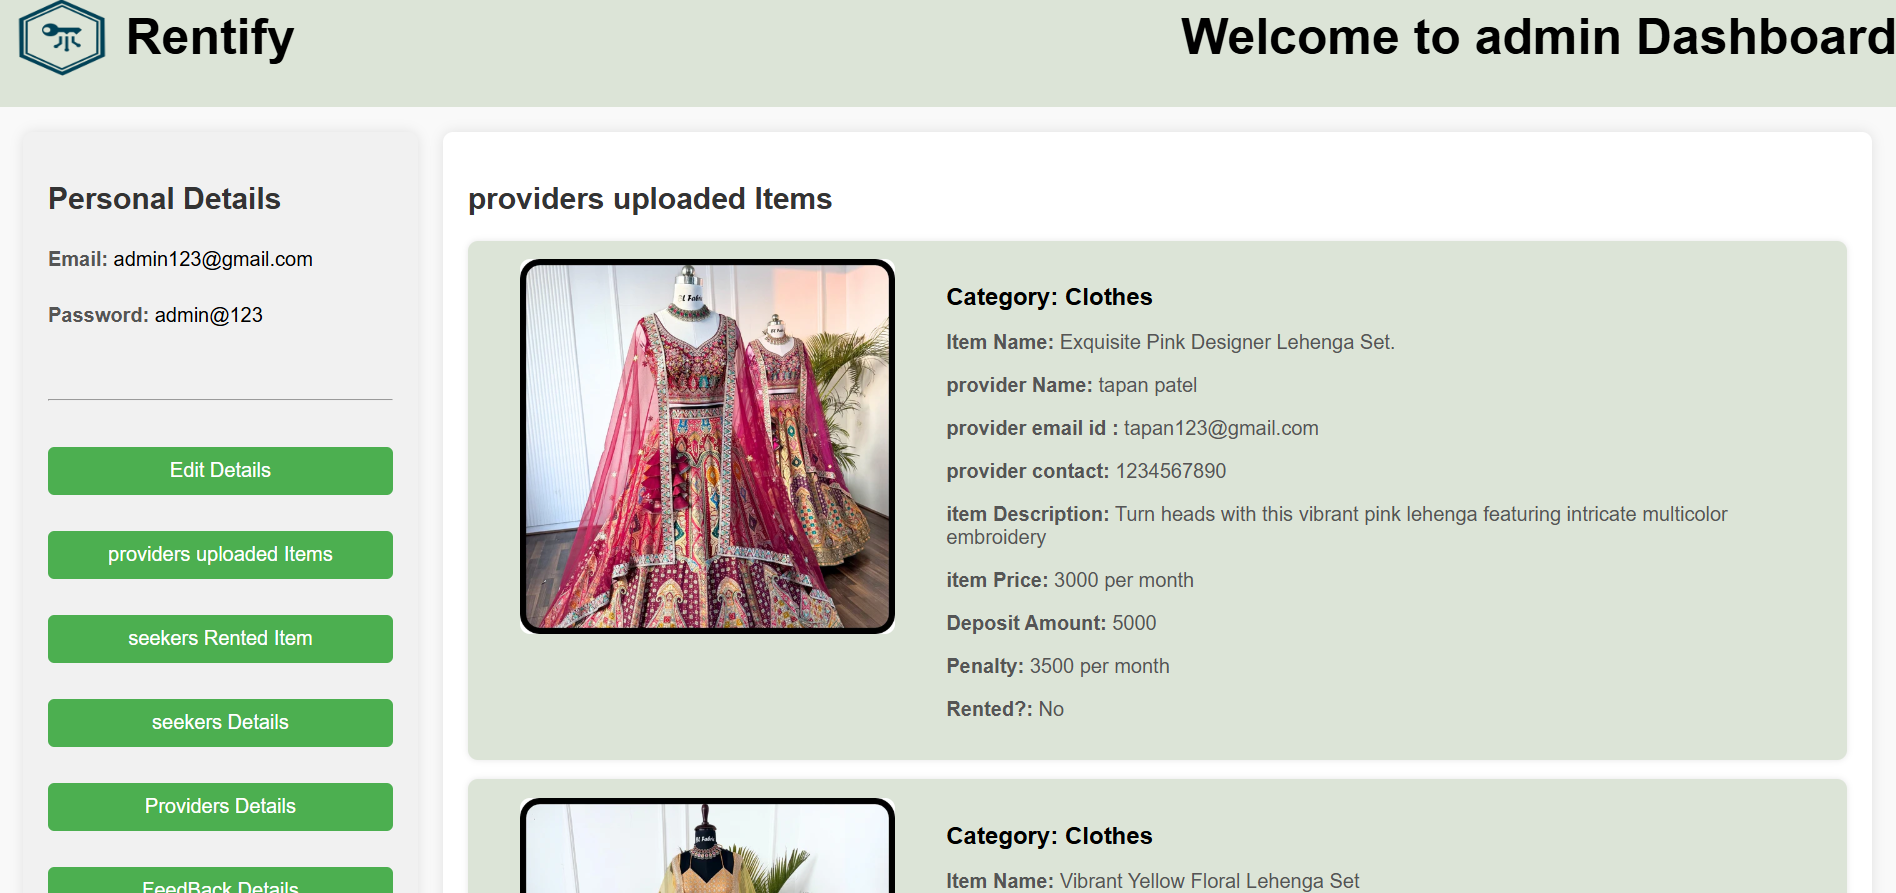 Rentify
Welcome to admin Dashboard
Personal Details
Email: admin123@gmail.com
Password: admin@123
Edit Details
providers uploaded Items
seekers Rented Item
seekers Details
Providers Details
FeedBack Details
providers uploaded Items
Category: Clothes
Item Name: Exquisite Pink Designer Lehenga Set.
provider Name: tapan patel
provider email id : tapan123@gmail.com
provider contact: 1234567890
item Description: Turn heads with this vibrant pink lehenga featuring intricate multicolor
embroidery
item Price: 3000 per month
Deposit Amount: 5000
Penalty: 3500 per month
Rented?: No
Category: Clothes
Item Name: Vibrant Yellow Floral Lehenga Set